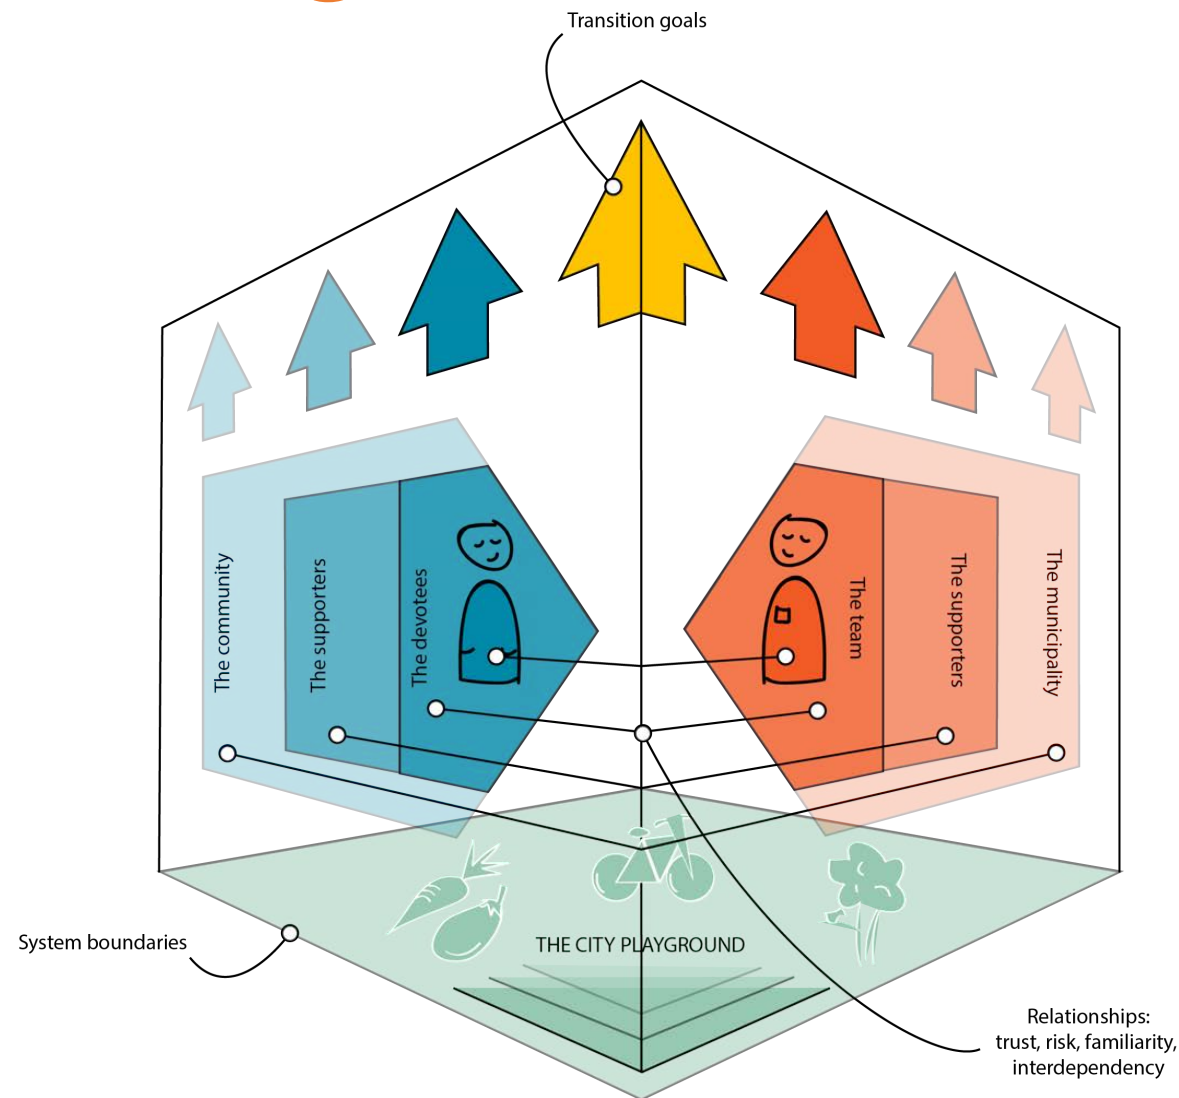 Transition goals
The community
The supporters
The devotees
The team
The supporters
The municipality
THE CITY PLAYGROUND
System boundaries
Relationships:
trust, risk, familiarity,
interdependency